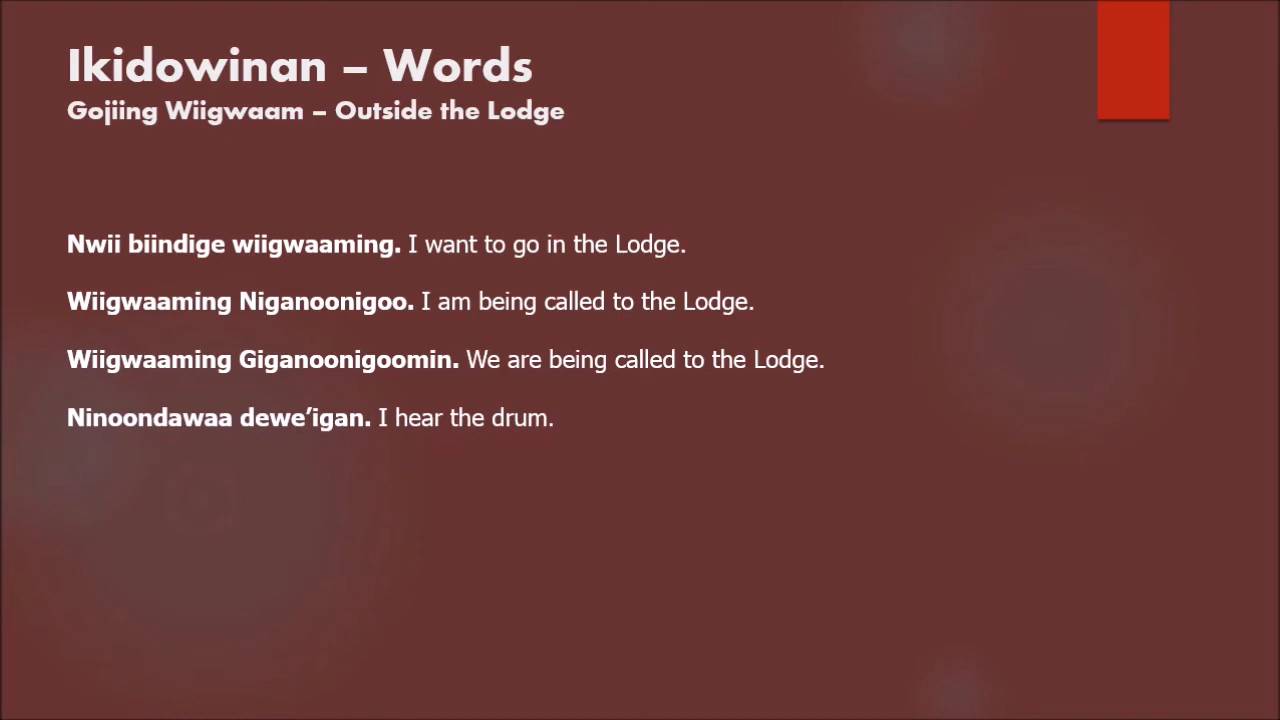 Ikidowinan – Words
Gojiing Wiigwaam – Outside the Lodge
Nwii biindige wiigwaaming. I want to go in the Lodge.
Wiigwaaming Niganoonigoo. I am being called to the Lodge.
Wiigwaaming Giganoonigoomin. We are being called to the Lodge.
Ninoondawaa dewe’igan. I hear the drum.